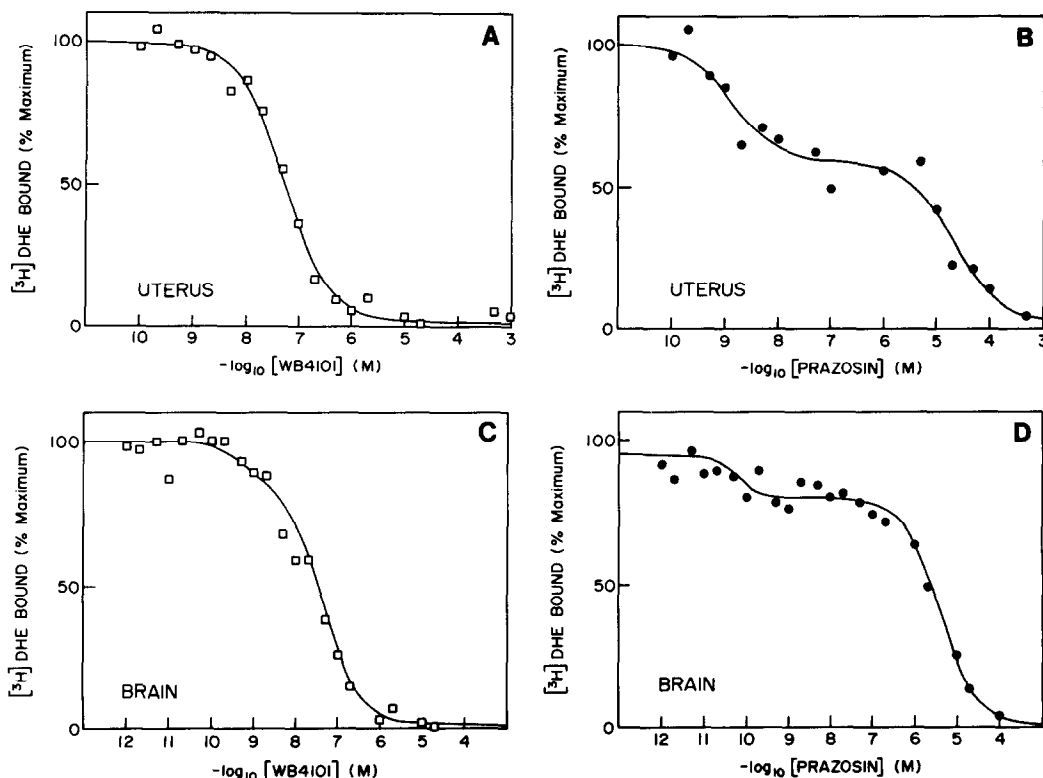 A
100
50
0
[³H] DHE BOUND (% Maximum)
UTERUS
10 9 8 7 6 5 4 3
-log₁₀ [WB4101] (M)
B
100
50
0
[³H] DHE BOUND (% Maximum)
UTERUS
10 9 8 7 6 5 4 3
-log₁₀ [PRAZOSIN] (M)
C
100
50
0
[³H] DHE BOUND (% Maximum)
BRAIN
12 11 10 9 8 7 6 5 4
-log₁₀ [WB4101] (M)
D
100
50
0
[³H] DHE BOUND (% Maximum)
BRAIN
12 11 10 9 8 7 6 5 4
-log₁₀ [PRAZOSIN] (M)